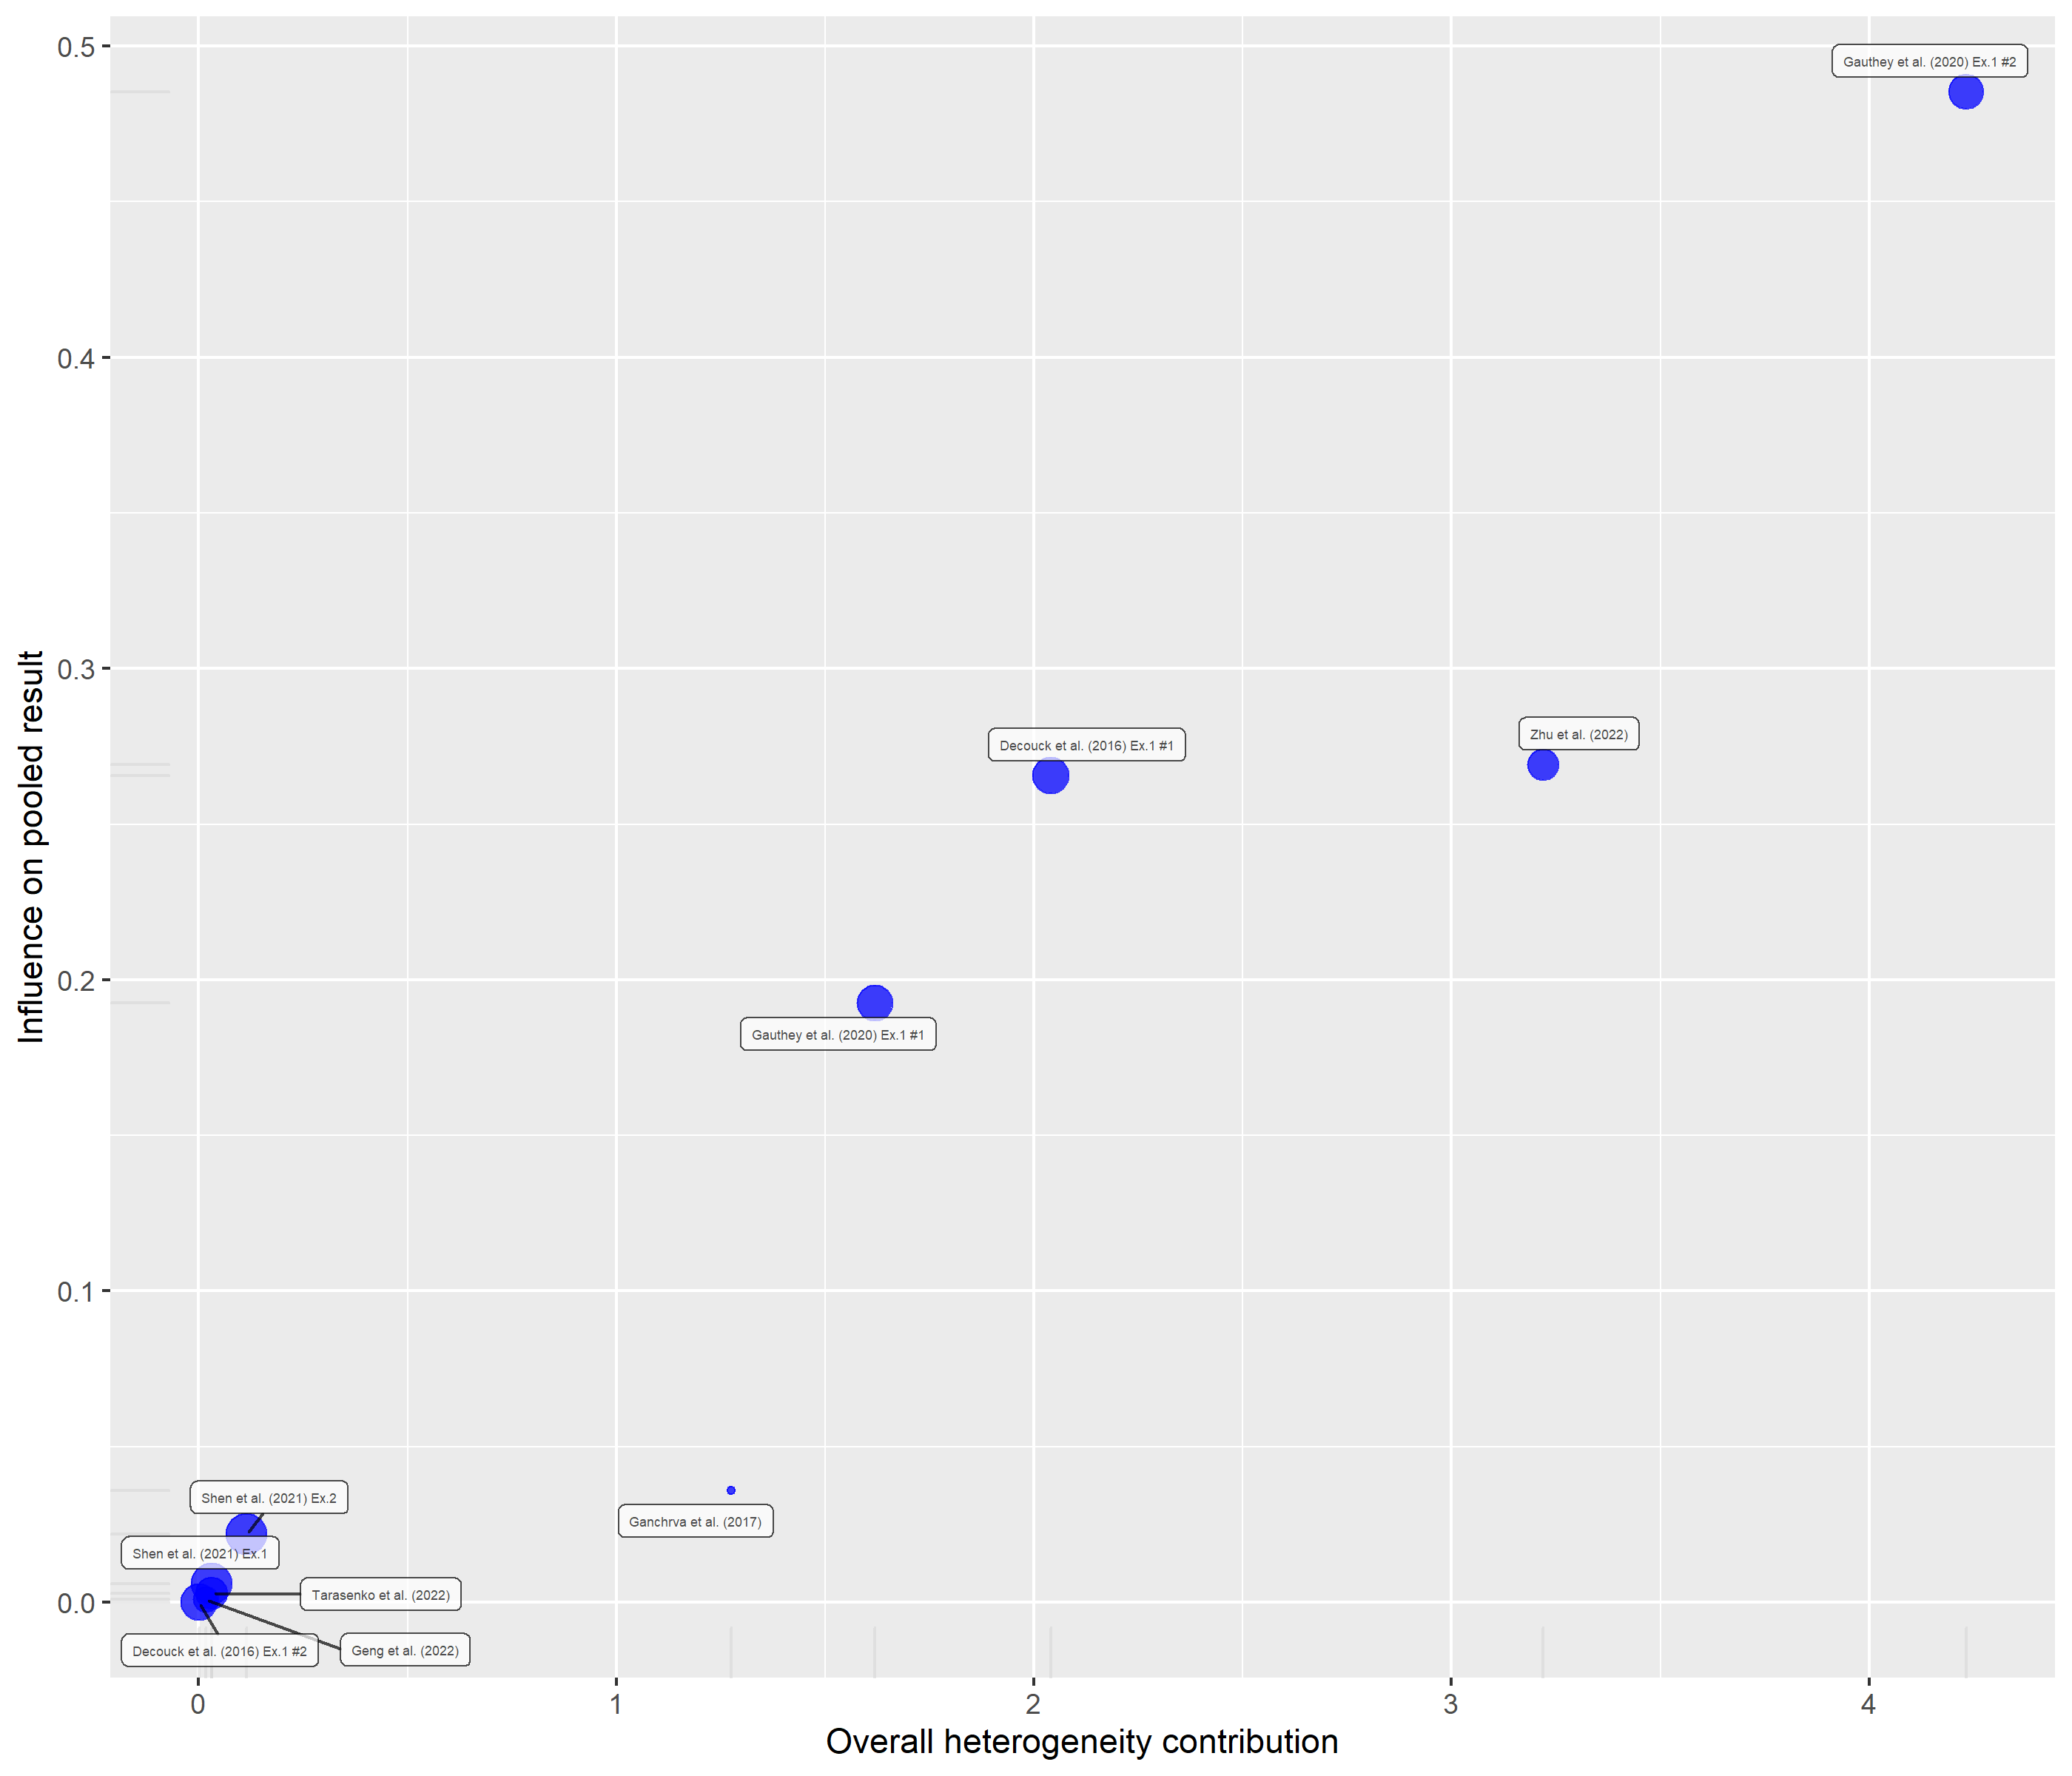 0.5
Gauthey et al. (2020) Ex.1 #2
0.4
0.3
Decouck et al. (2016) Ex.1 #1
Zhu et al. (2022)
Influence on pooled result
0.2
Gauthey et al. (2020) Ex.1 #1
0.1
Shen et al. (2021) Ex.2
Ganchrva et al. (2017)
Shen et al. (2021) Ex.1
Tarasenko et al. (2022)
0.0
Decouck et al. (2016) Ex.1 #2
Geng et al. (2022)
0 1 2 3 4
Overall heterogeneity contribution